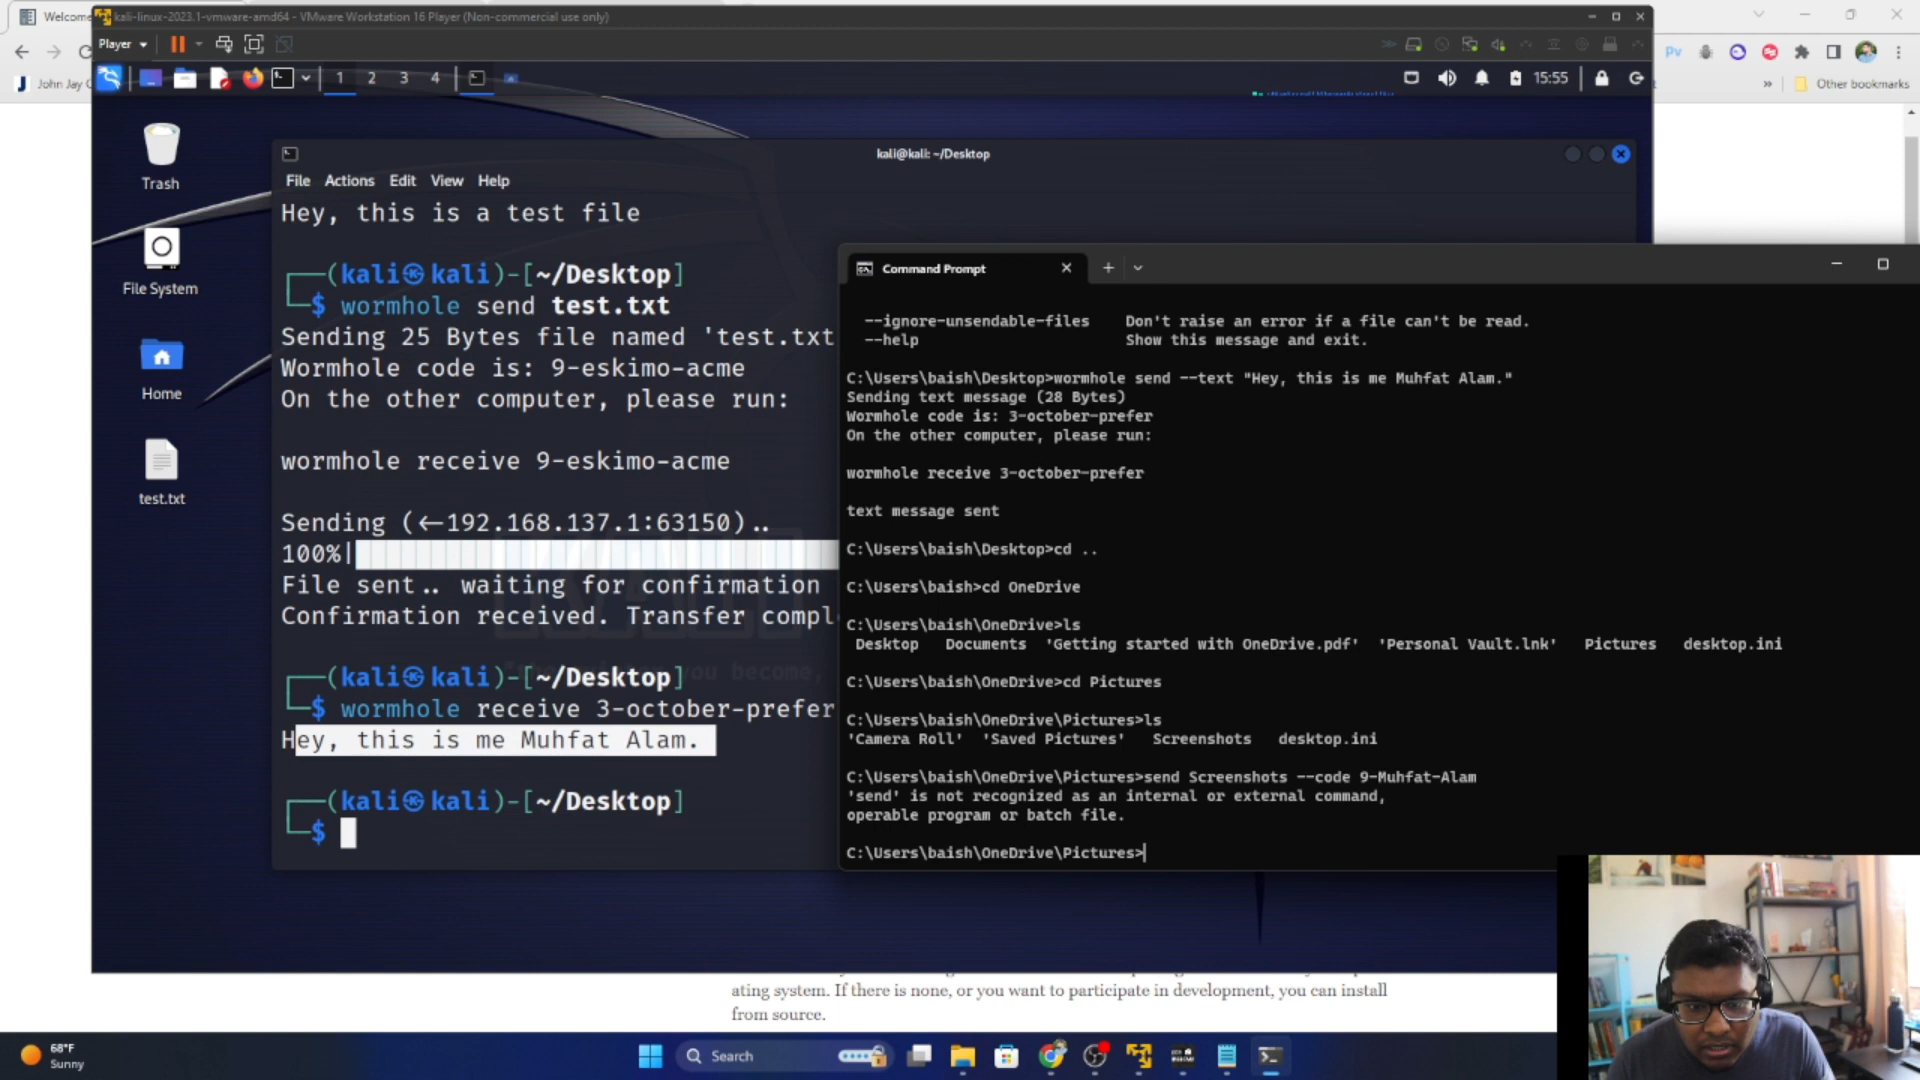 Welcome
kali-linux-2023.1-vmware-amd64 - VMware Workstation 16 Player (Non-commercial use only)
Player
John Jay
Other bookmarks
1 2 3 4
15:55
kali@kali: ~/Desktop
File Actions Edit View Help
Trash
File System
Home
test.txt
Hey, this is a test file
(kali㉿kali)-[~/Desktop]
$ wormhole send test.txt
Sending 25 Bytes file named 'test.txt
Wormhole code is: 9-eskimo-acme
On the other computer, please run:
wormhole receive 9-eskimo-acme
Sending (←192.168.137.1:63150)..
100%|
File sent.. waiting for confirmation
Confirmation received. Transfer compl
(kali㉿kali)-[~/Desktop]
$ wormhole receive 3-october-prefer
Hey, this is me Muhfat Alam.
(kali㉿kali)-[~/Desktop]
$
Command Prompt
--ignore-unsendable-files Don't raise an error if a file can't be read.
--help Show this message and exit.
C:\Users\baish\Desktop>wormhole send --text "Hey, this is me Muhfat Alam."
Sending text message (28 Bytes)
Wormhole code is: 3-october-prefer
On the other computer, please run:
wormhole receive 3-october-prefer
text message sent
C:\Users\baish\Desktop>cd ..
C:\Users\baish>cd OneDrive
C:\Users\baish\OneDrive>ls
Desktop Documents 'Getting started with OneDrive.pdf' 'Personal Vault.lnk' Pictures desktop.ini
C:\Users\baish\OneDrive>cd Pictures
C:\Users\baish\OneDrive\Pictures>ls
'Camera Roll' 'Saved Pictures' Screenshots desktop.ini
C:\Users\baish\OneDrive\Pictures>send Screenshots --code 9-Muhfat-Alam
'send' is not recognized as an internal or external command,
operable program or batch file.
C:\Users\baish\OneDrive\Pictures>
ating system. If there is none, or you want to participate in development, you can install
from source.
68°F
Sunny
Search